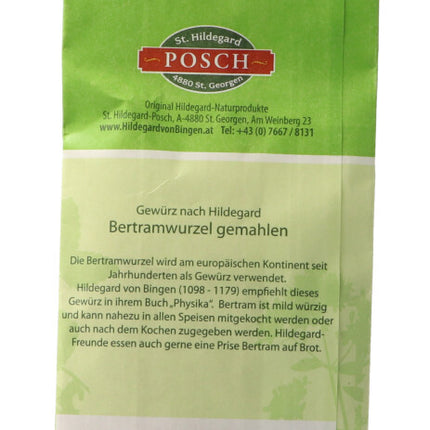 St. Hildegard
POSCH
4880 St. Georgen
Original Hildegard-Naturprodukte
St. Hildegard-Posch, A-4880 St. Georgen, Am Weinberg 23
www.HildegardvonBingen.at Tel: +43 (0) 7667 / 8131
Gewürz nach Hildegard
Bertramwurzel gemahlen
Die Bertramwurzel wird am europäischen Kontinent seit
Jahrhunderten als Gewürz verwendet.
Hildegard von Bingen (1098 - 1179) empfiehlt dieses
Gewürz in ihrem Buch „Physika“. Bertram ist mild würzig
und kann nahezu in allen Speisen mitgekocht werden oder
auch nach dem Kochen zugegeben werden. Hildegard-
Freunde essen auch gerne eine Prise Bertram auf Brot.